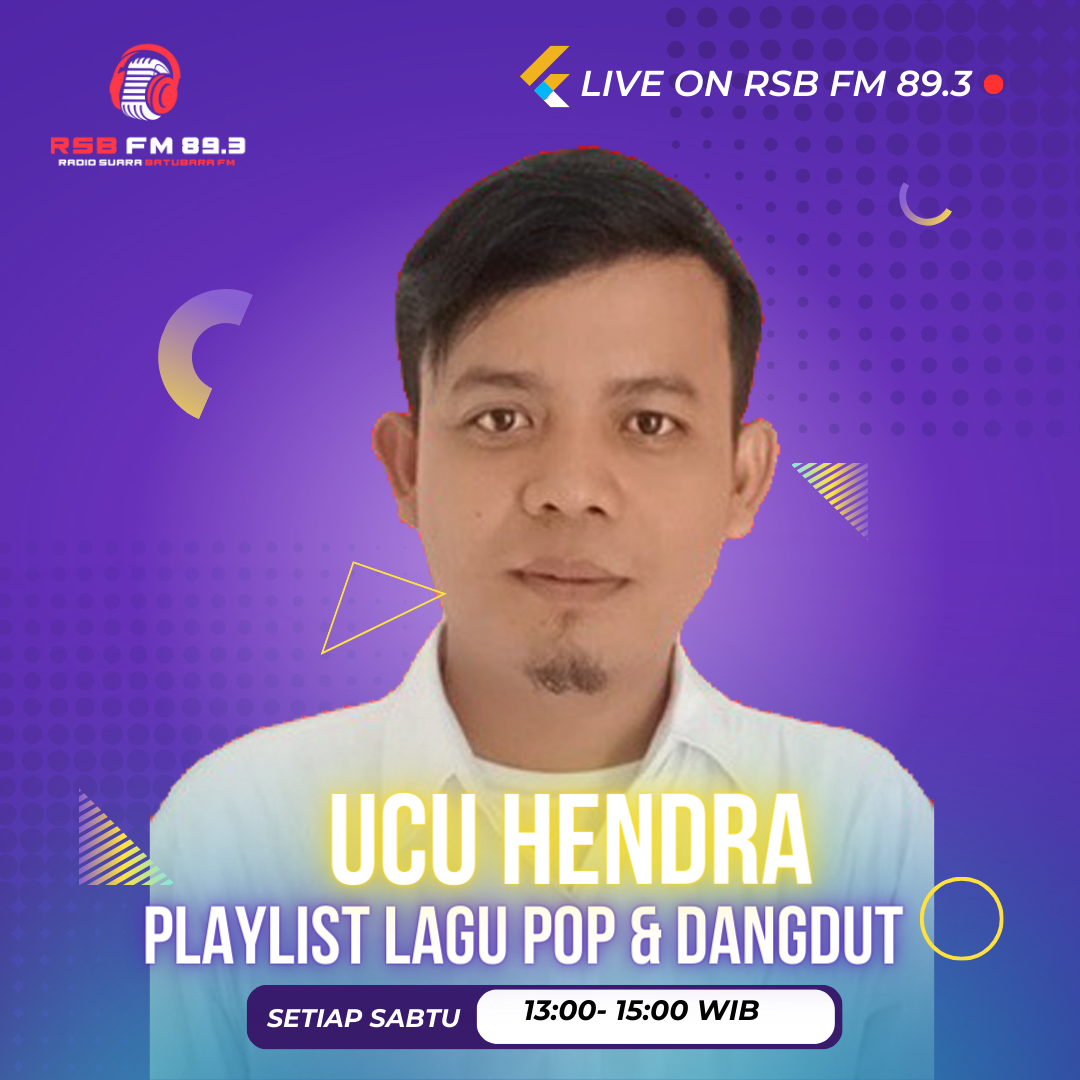 RSB FM 89.3
RADIO SUARA BATUBARA FM
LIVE ON RSB FM 89.3
UCU HENDRA
PLAYLIST LAGU POP & DANGDUT
SETIAP SABTU
13:00- 15:00 WIB